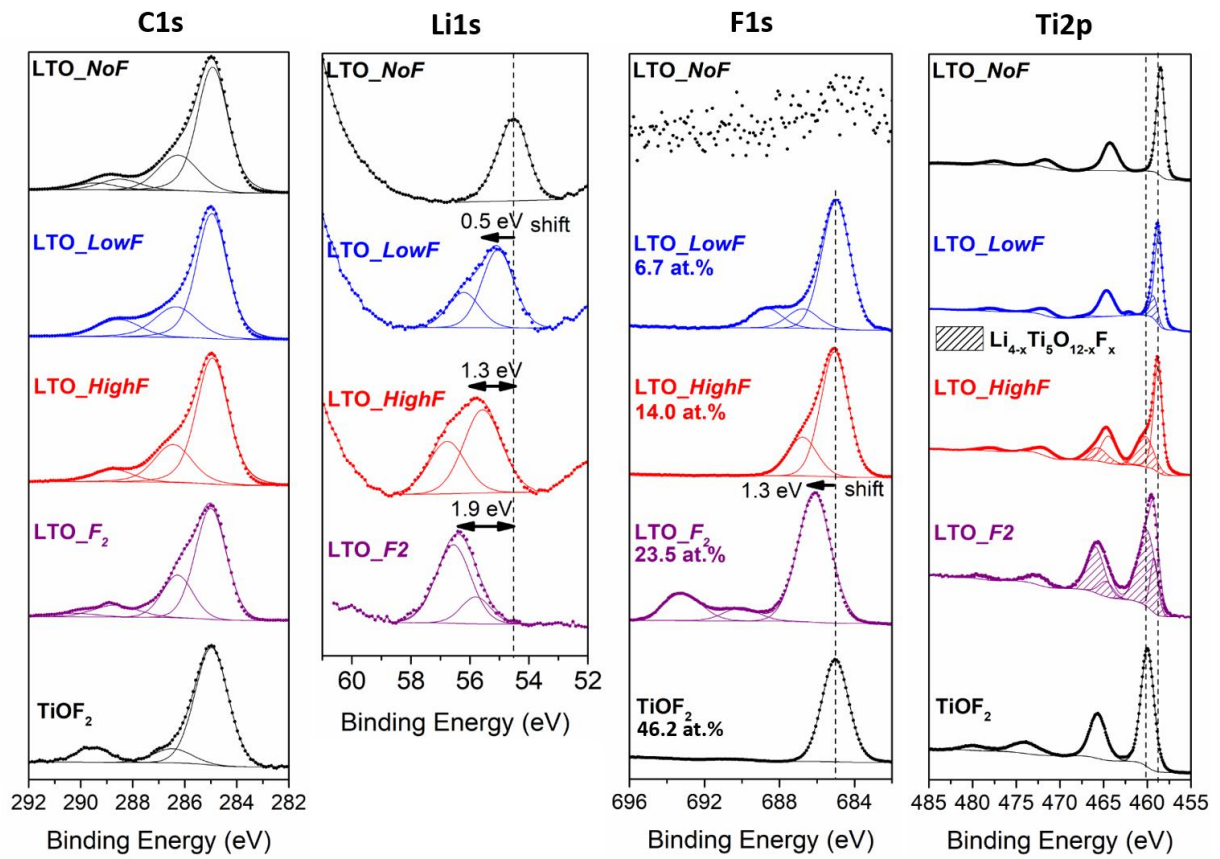 C1s
LTO_NoF
LTO_LowF
LTO_HighF
LTO_F₂
TiOF₂
292 290 288 286 284 282
Binding Energy (eV)
Li1s
LTO_NoF
0.5 eV shift
LTO_LowF
1.3 eV
LTO_HighF
1.9 eV
LTO_F2
60 58 56 54 52
Binding Energy (eV)
F1s
LTO_NoF
LTO_LowF
6.7 at.%
LTO_HighF
14.0 at.%
1.3 eV shift
LTO_F₂
23.5 at.%
TiOF₂
46.2 at.%
696 692 688 684
Binding Energy (eV)
Ti2p
LTO_NoF
LTO_LowF
Li₄₋ₓTi₅O₁₂₋ₓFₓ
LTO_HighF
LTO_F2
TiOF₂
485 480 475 470 465 460 455
Binding Energy (eV)